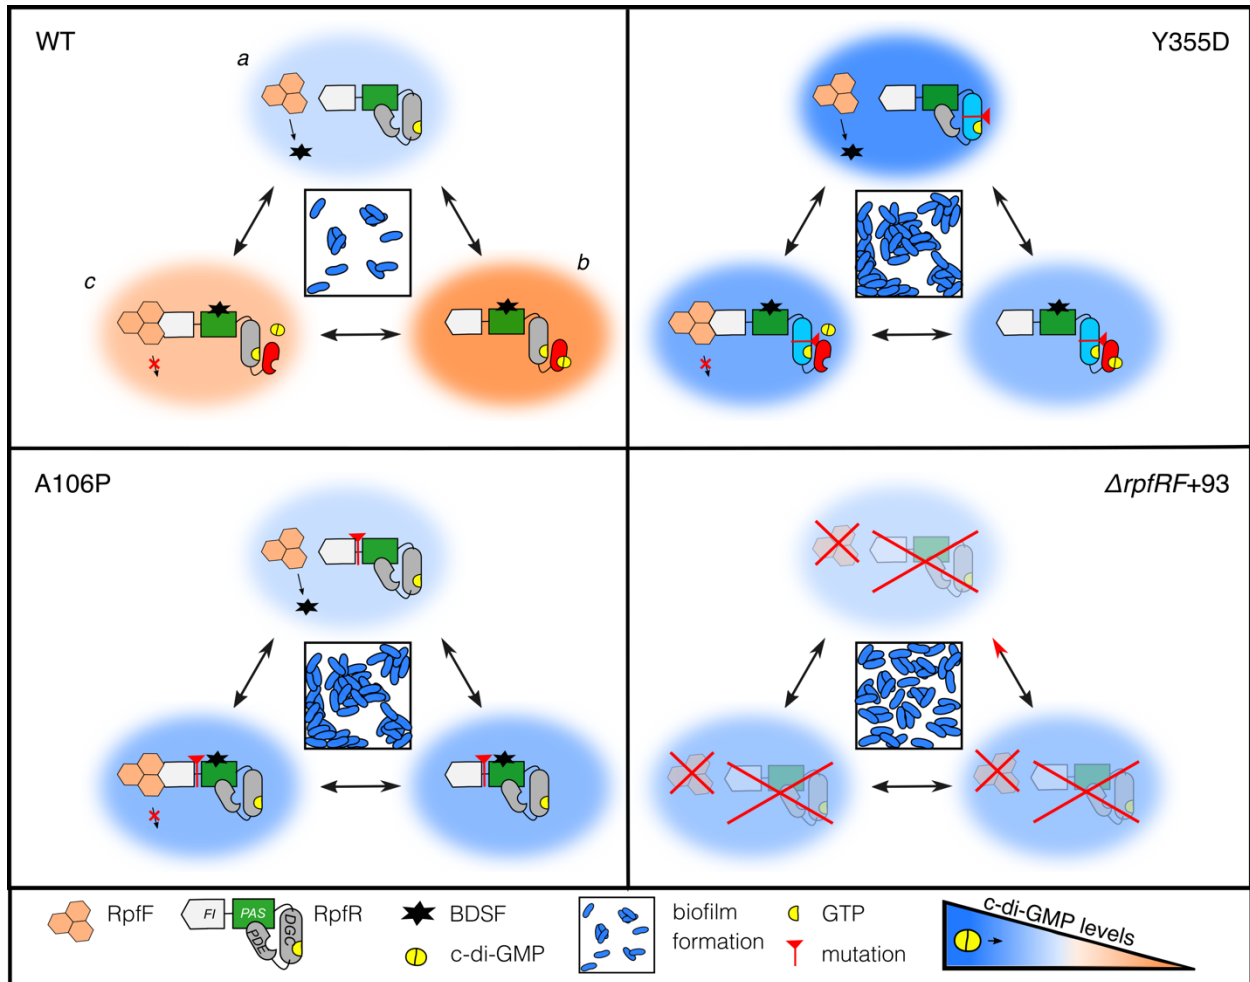 WT
a
b
c
Y355D
A106P
ΔrpfRF+93
RpfF
FI
PAS
PDE
DGC
RpfR
BDSF
c-di-GMP
biofilm
formation
GTP
mutation
c-di-GMP levels